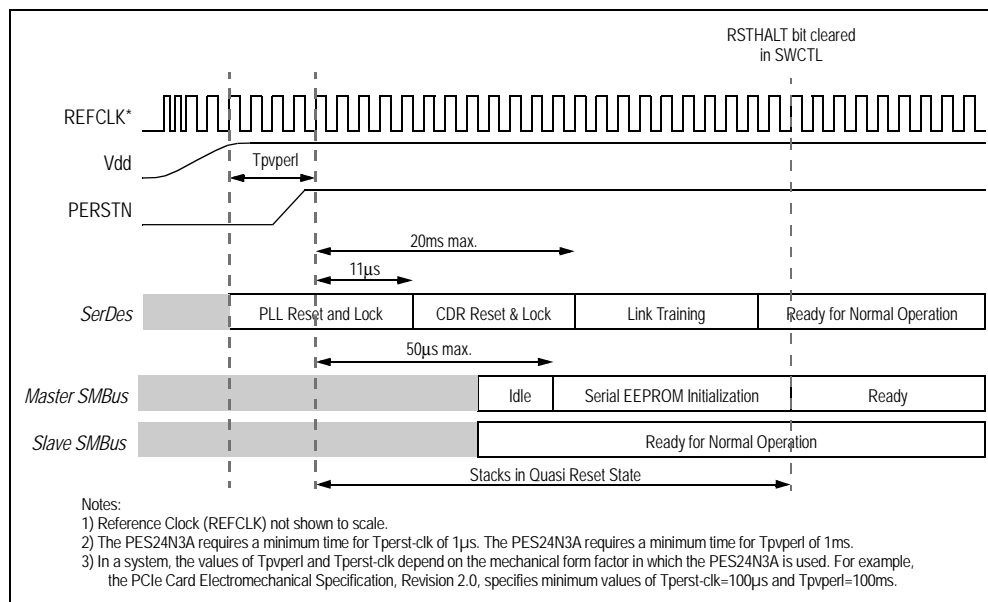 RSTHALT bit cleared
in SWCTL
REFCLK*
Vdd
Tpvperl
PERSTN
20ms max.
11µs
SerDes
PLL Reset and Lock
CDR Reset & Lock
Link Training
Ready for Normal Operation
50µs max.
Master SMBus
Idle
Serial EEPROM Initialization
Ready
Slave SMBus
Ready for Normal Operation
Stacks in Quasi Reset State
Notes:
1) Reference Clock (REFCLK) not shown to scale.
2) The PES24N3A requires a minimum time for Tperst-clk of 1µs. The PES24N3A requires a minimum time for Tpvperl of 1ms.
3) In a system, the values of Tpvperl and Tperst-clk depend on the mechanical form factor in which the PES24N3A is used. For example,
the PCIe Card Electromechanical Specification, Revision 2.0, specifies minimum values of Tperst-clk=100µs and Tpvperl=100ms.